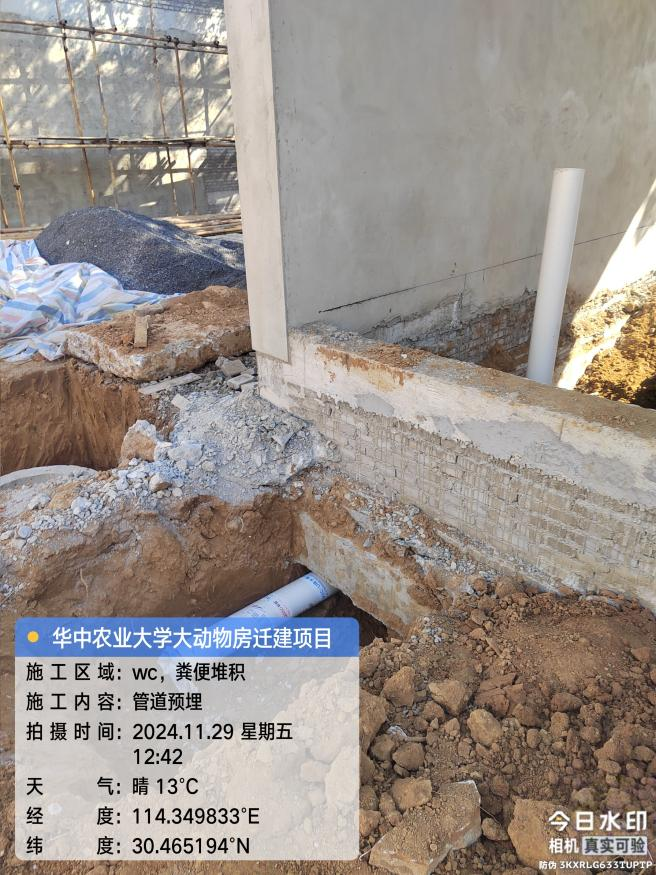 华中农业大学大动物房迁建项目
施工区域：wc，粪便堆积
施工内容：管道预埋
拍摄时间：2024.11.29 星期五
12:42
天气：晴 13°C
经度：114.349833°E
纬度：30.465194°N
今日水印
相机 真实可验
防伪 3KXRLG633TUPTP